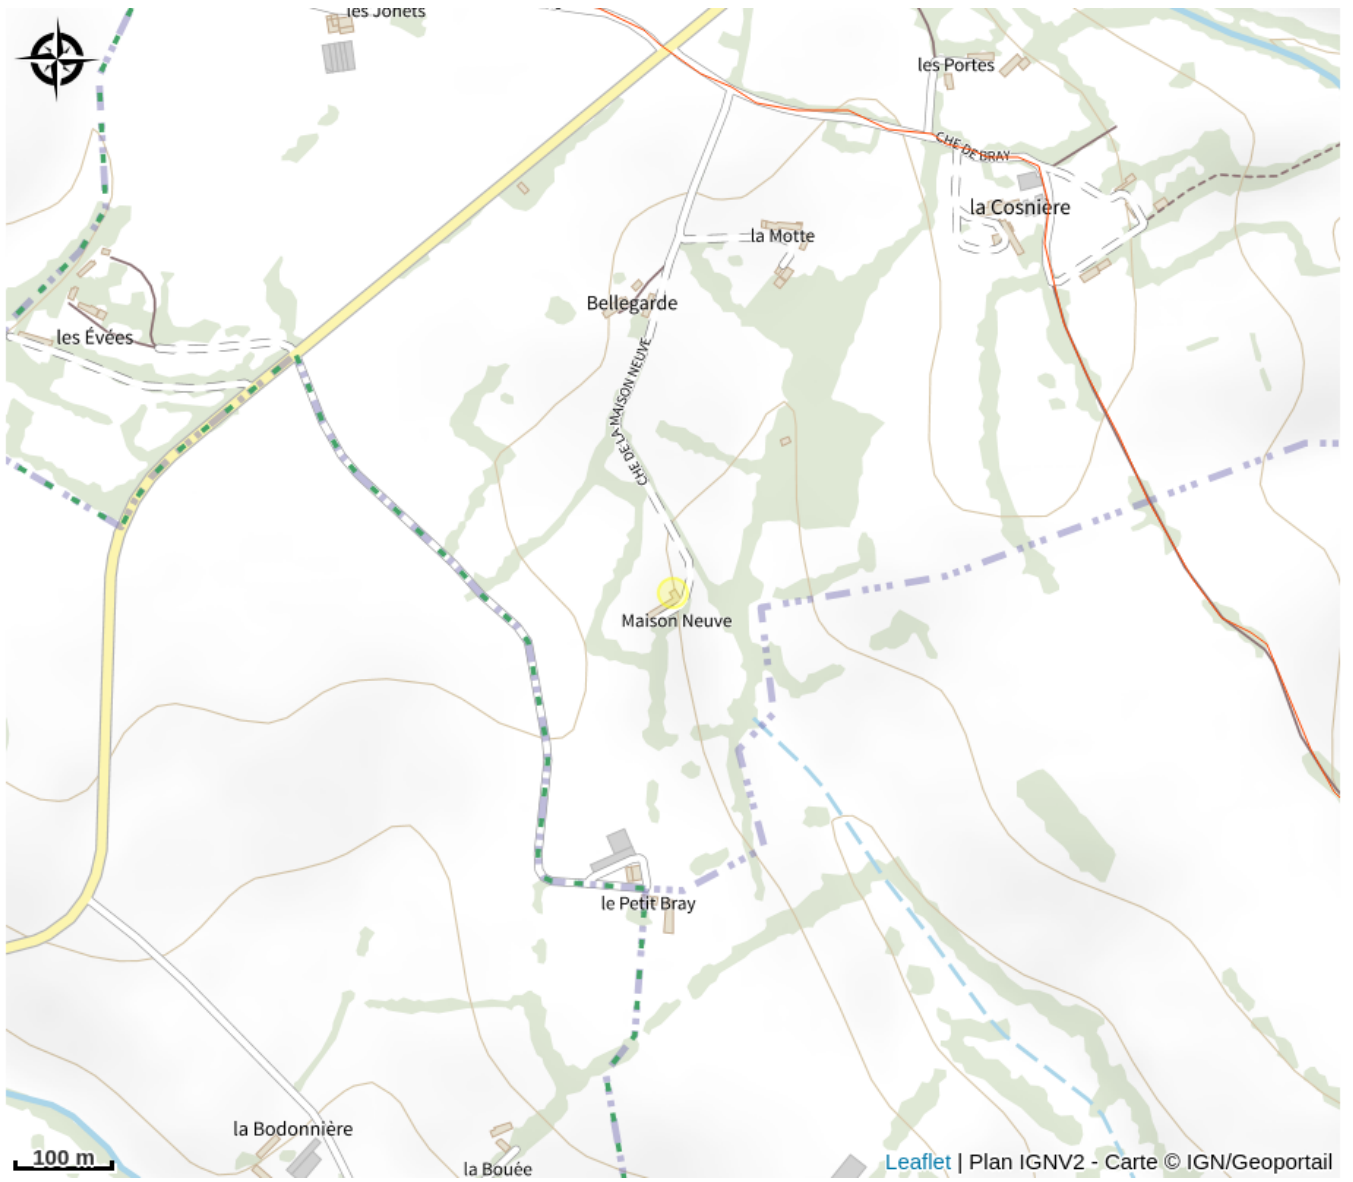 les Jonets
les Portes
CHE DE BRAY
la Cosnière
la Motte
Bellegarde
les Évées
CHE DE LA MAISON NEUVE
Maison Neuve
le Petit Bray
la Bodonnière
la Bouée
100 m
Leaflet | Plan IGNV2 - Carte © IGN/Geoportail